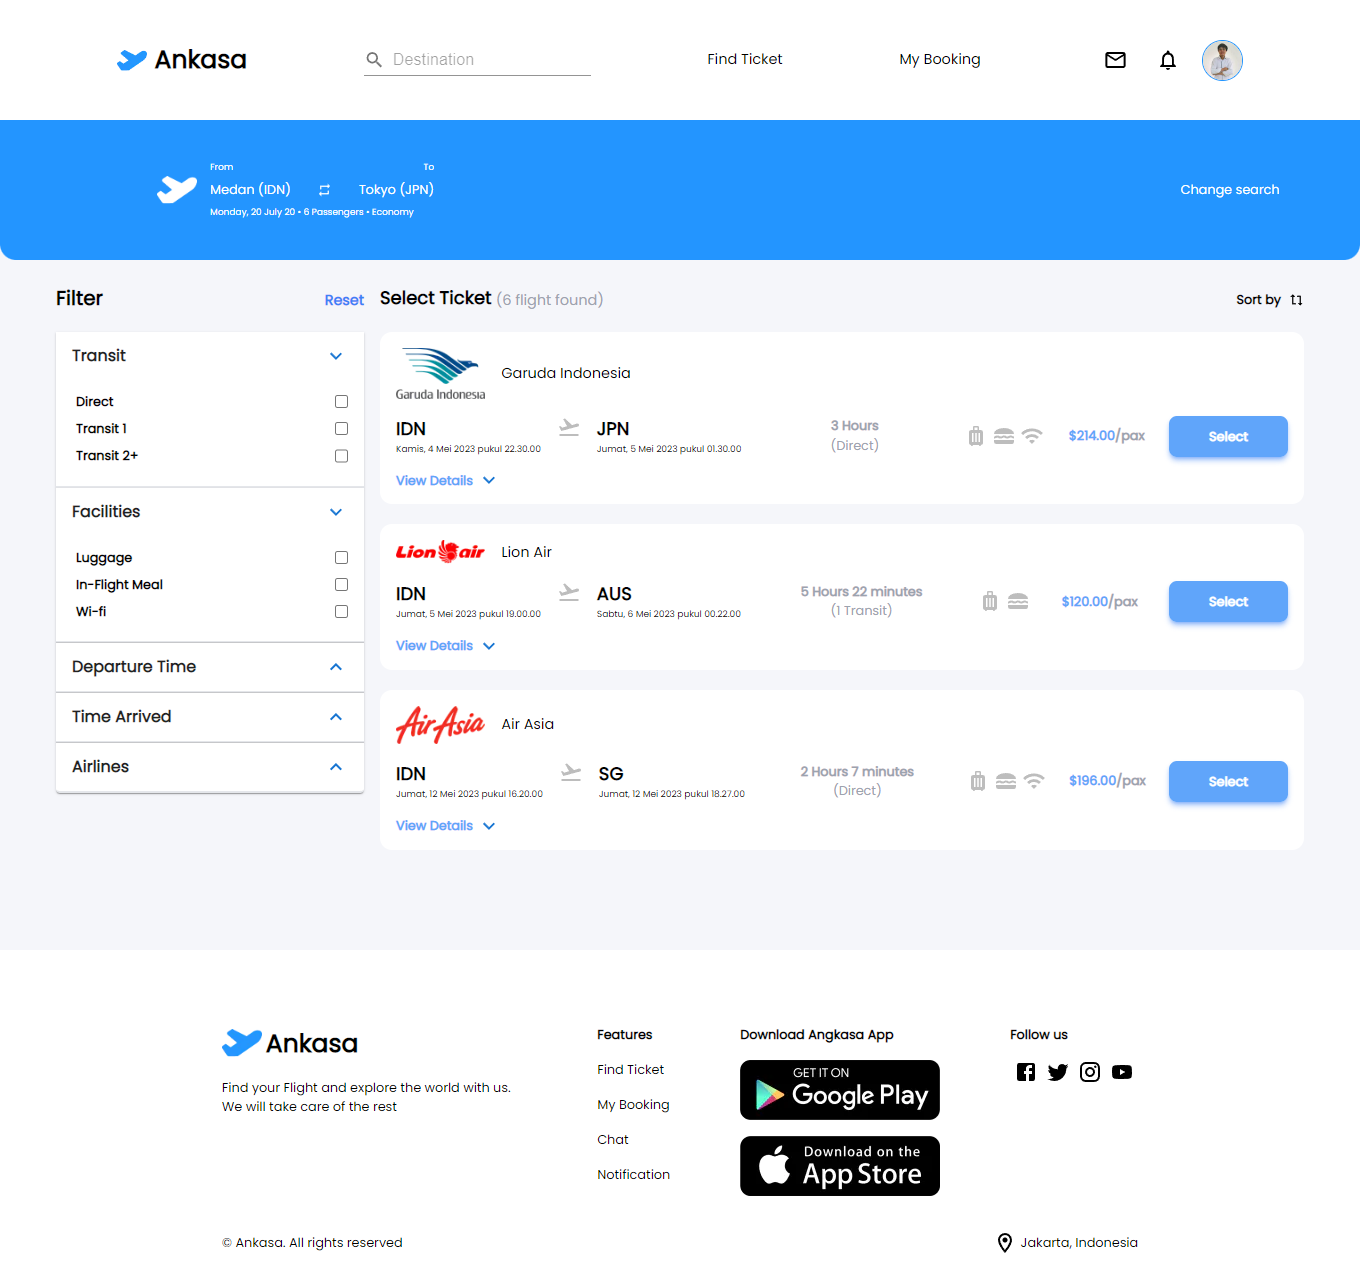 Ankasa
Destination
Find Ticket
My Booking
From
To
Medan (IDN)
Tokyo (JPN)
Monday, 20 July 20 • 6 Passengers • Economy
Change search
Filter
Reset
Select Ticket (6 flight found)
Sort by
Transit
Direct
Transit 1
Transit 2+
Facilities
Luggage
In-Flight Meal
Wi-fi
Departure Time
Time Arrived
Airlines
Garuda Indonesia
Garuda Indonesia
IDN
Kamis, 4 Mei 2023 pukul 22.30.00
JPN
Jumat, 5 Mei 2023 pukul 01.30.00
3 Hours
(Direct)
$214.00/pax
Select
View Details
Lion air
Lion Air
IDN
Jumat, 5 Mei 2023 pukul 19.00.00
AUS
Sabtu, 6 Mei 2023 pukul 00.22.00
5 Hours 22 minutes
(1 Transit)
$120.00/pax
Select
View Details
AirAsia
Air Asia
IDN
Jumat, 12 Mei 2023 pukul 16.20.00
SG
Jumat, 12 Mei 2023 pukul 18.27.00
2 Hours 7 minutes
(Direct)
$196.00/pax
Select
View Details
Ankasa
Find your Flight and explore the world with us.
We will take care of the rest
Features
Find Ticket
My Booking
Chat
Notification
Download Angkasa App
GET IT ON
Google Play
Download on the
App Store
Follow us
© Ankasa. All rights reserved
Jakarta, Indonesia